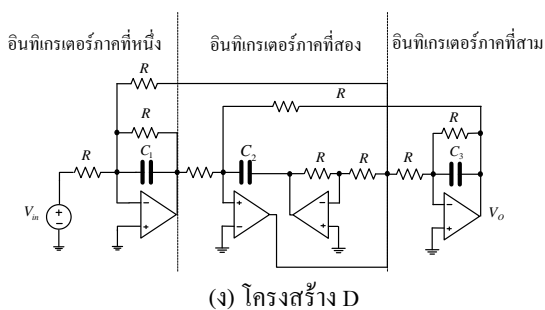 อินทิเกรเตอร์ภาคที่หนึ่ง อินทิเกรเตอร์ภาคที่สอง อินทิเกรเตอร์ภาคที่สาม
R
R
R
R C₁ C₂ R R R C₃
Vin
V_O
(ง) โครงสร้าง D